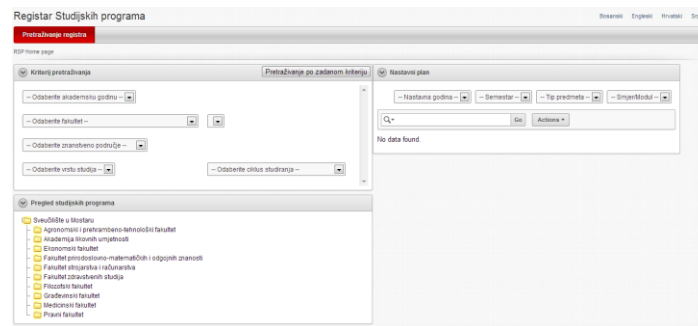 Registar Studijskih programa
Bosanski Engleski Hrvatski
Pretraživanje registra
RSP Home page
Kriterij pretraživanja
Pretraživanje po zadanom kriteriju
-- Odaberite akademsku godinu --
-- Odaberite fakultet --
-- Odaberite znanstveno područje --
-- Odaberite vrstu studija --
-- Odaberite ciklus studiranja --
Nastavni plan
-- Nastavna godina --
-- Semestar --
-- Tip predmeta --
-- Smjer/Modul --
Go
Actions
No data found.
Pregled studijskih programa
Sveučilište u Mostaru
Agronomski i prehrambeno-tehnološki fakultet
Akademija likovnih umjetnosti
Ekonomski fakultet
Fakultet prirodoslovno-matematičkih i odgojnih znanosti
Fakultet strojarstva i računarstva
Fakultet zdravstvenih studija
Filozofski fakultet
Građevinski fakultet
Medicinski fakultet
Pravni fakultet